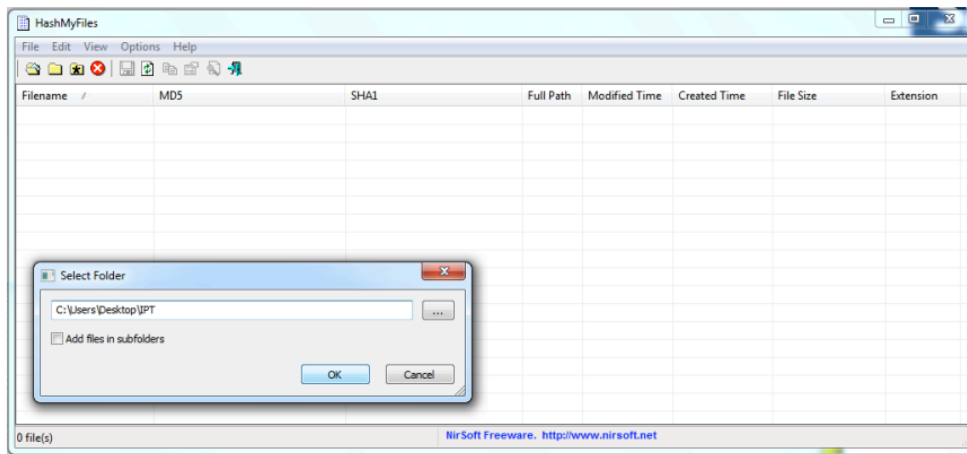 HashMyFiles
File Edit View Options Help
Filename / MD5 SHA1 Full Path Modified Time Created Time File Size Extension
Select Folder
C:\Users\Desktop\IPT
...
Add files in subfolders
OK Cancel
0 file(s) NirSoft Freeware. http://www.nirsoft.net